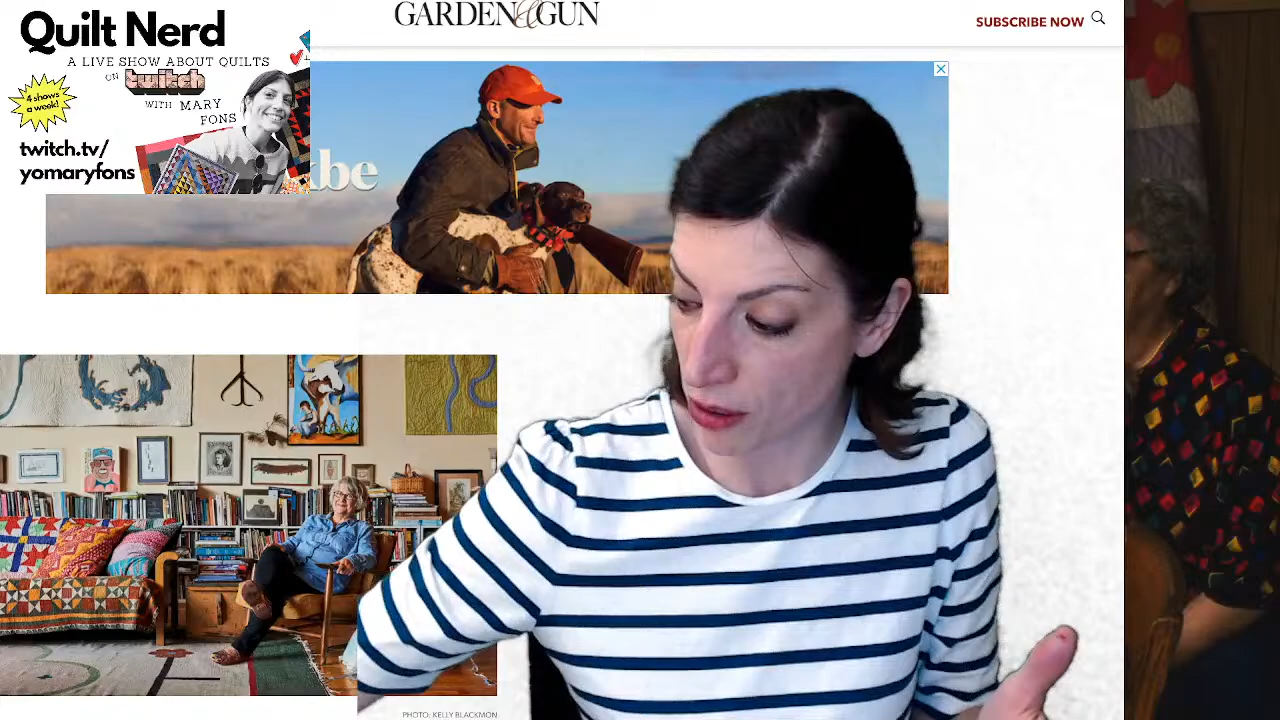 Quilt Nerd
A LIVE SHOW ABOUT QUILTS
ON twitch
WITH MARY
FONS
4 shows
a week!
twitch.tv/
yomaryfons
GARDEN & GUN
SUBSCRIBE NOW
PHOTO: KELLY BLACKMON